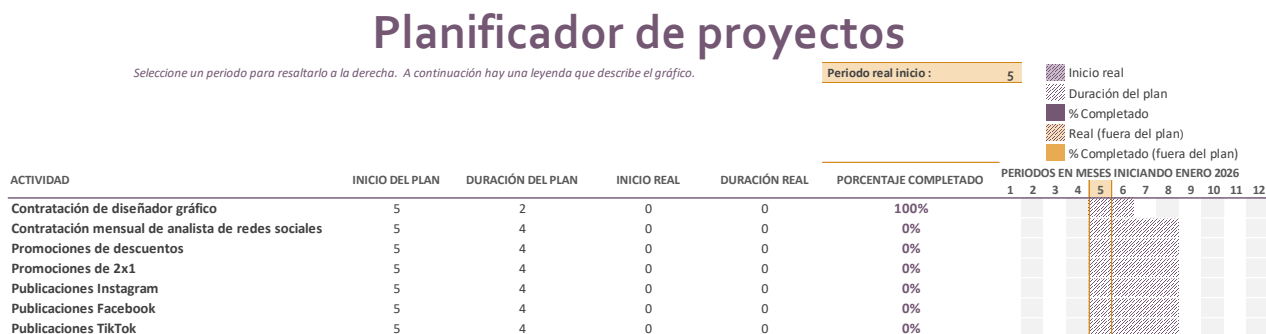 Planificador de proyectos
Seleccione un periodo para resaltarlo a la derecha. A continuación hay una leyenda que describe el gráfico.
Periodo real inicio : 5
Inicio real
Duración del plan
% Completado
Real (fuera del plan)
% Completado (fuera del plan)
ACTIVIDAD INICIO DEL PLAN DURACIÓN DEL PLAN INICIO REAL DURACIÓN REAL PORCENTAJE COMPLETADO PERIODOS EN MESES INICIANDO ENERO 2026
1 2 3 4 5 6 7 8 9 10 11 12
Contratación de diseñador gráfico 5 2 0 0 100%
Contratación mensual de analista de redes sociales 5 4 0 0 0%
Promociones de descuentos 5 4 0 0 0%
Promociones de 2x1 5 4 0 0 0%
Publicaciones Instagram 5 4 0 0 0%
Publicaciones Facebook 5 4 0 0 0%
Publicaciones TikTok 5 4 0 0 0%